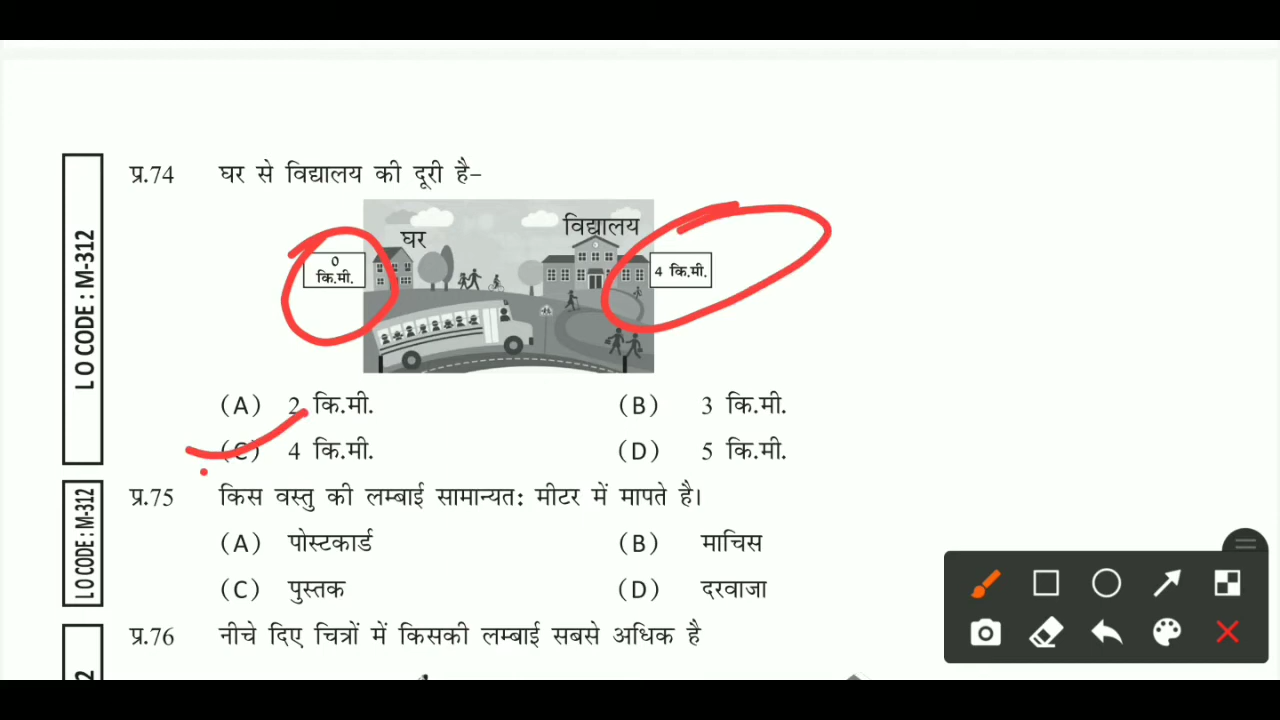 प्र.74 घर से विद्यालय की दूरी है-
घर
विद्यालय
0
कि.मी.
4 कि.मी.
(A) 2 कि.मी.
(B) 3 कि.मी.
(C) 4 कि.मी.
(D) 5 कि.मी.
L O CODE : M-312
प्र.75 किस वस्तु की लम्बाई सामान्यत: मीटर में मापते है।
(A) पोस्टकार्ड
(B) माचिस
(C) पुस्तक
(D) दरवाजा
L O CODE : M-312
प्र.76 नीचे दिए चित्रों में किसकी लम्बाई सबसे अधिक है
2